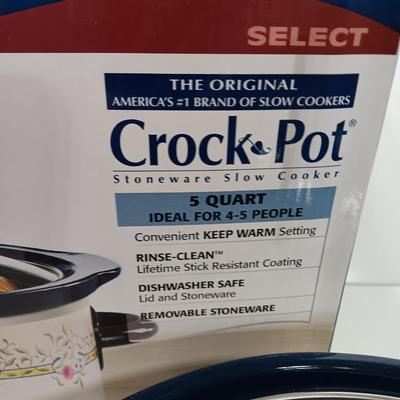 SELECT
THE ORIGINAL
AMERICA'S #1 BRAND OF SLOW COOKERS
Crock Pot®
Stoneware Slow Cooker
5 QUART
IDEAL FOR 4-5 PEOPLE
Convenient KEEP WARM Setting
RINSE-CLEAN™
Lifetime Stick Resistant Coating
DISHWASHER SAFE
Lid and Stoneware
REMOVABLE STONEWARE